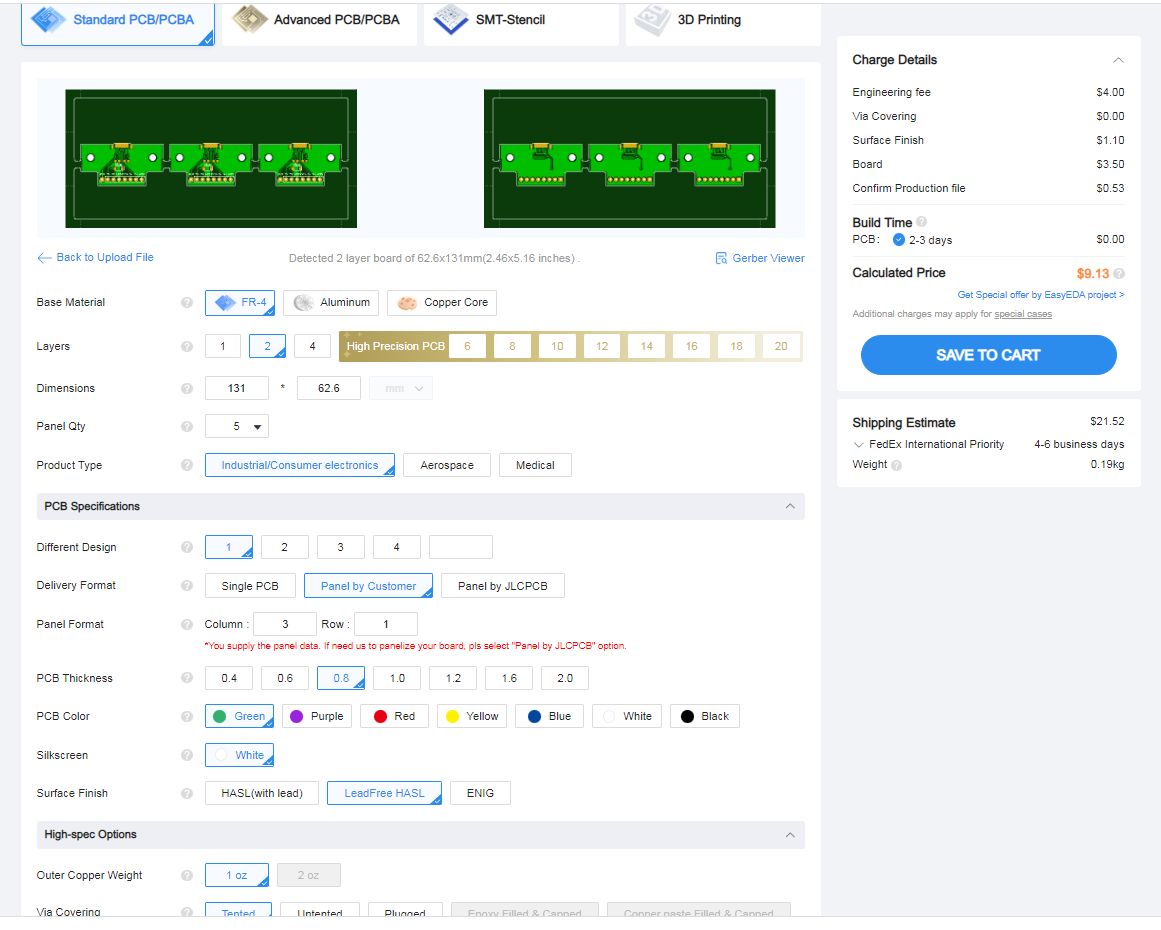 Standard PCB/PCBA
Advanced PCB/PCBA
SMT-Stencil
3D Printing
Back to Upload File
Detected 2 layer board of 62.6x131mm(2.46x5.16 inches) .
Gerber Viewer
Base Material ? FR-4 Aluminum Copper Core
Layers ? 1 2 4 High Precision PCB 6 8 10 12 14 16 18 20
Dimensions ? 131 * 62.6 mm
Panel Qty ? 5
Product Type ? Industrial/Consumer electronics Aerospace Medical
PCB Specifications
Different Design ? 1 2 3 4
Delivery Format ? Single PCB Panel by Customer Panel by JLCPCB
Panel Format ? Column : 3 Row : 1
*You supply the panel data. If need us to panelize your board, pls select "Panel by JLCPCB" option.
PCB Thickness ? 0.4 0.6 0.8 1.0 1.2 1.6 2.0
PCB Color ? Green Purple Red Yellow Blue White Black
Silkscreen ? White
Surface Finish ? HASL(with lead) LeadFree HASL ENIG
High-spec Options
Outer Copper Weight ? 1 oz 2 oz
Via Covering ? Tented Untented Plugged Epoxy Filled & Capped Copper paste Filled & Capped
Charge Details
Engineering fee $4.00
Via Covering $0.00
Surface Finish $1.10
Board $3.50
Confirm Production file $0.53
Build Time ?
PCB: 2-3 days $0.00
Calculated Price $9.13 ?
Get Special offer by EasyEDA project >
Additional charges may apply for special cases
SAVE TO CART
Shipping Estimate $21.52
FedEx International Priority 4-6 business days
Weight ? 0.19kg